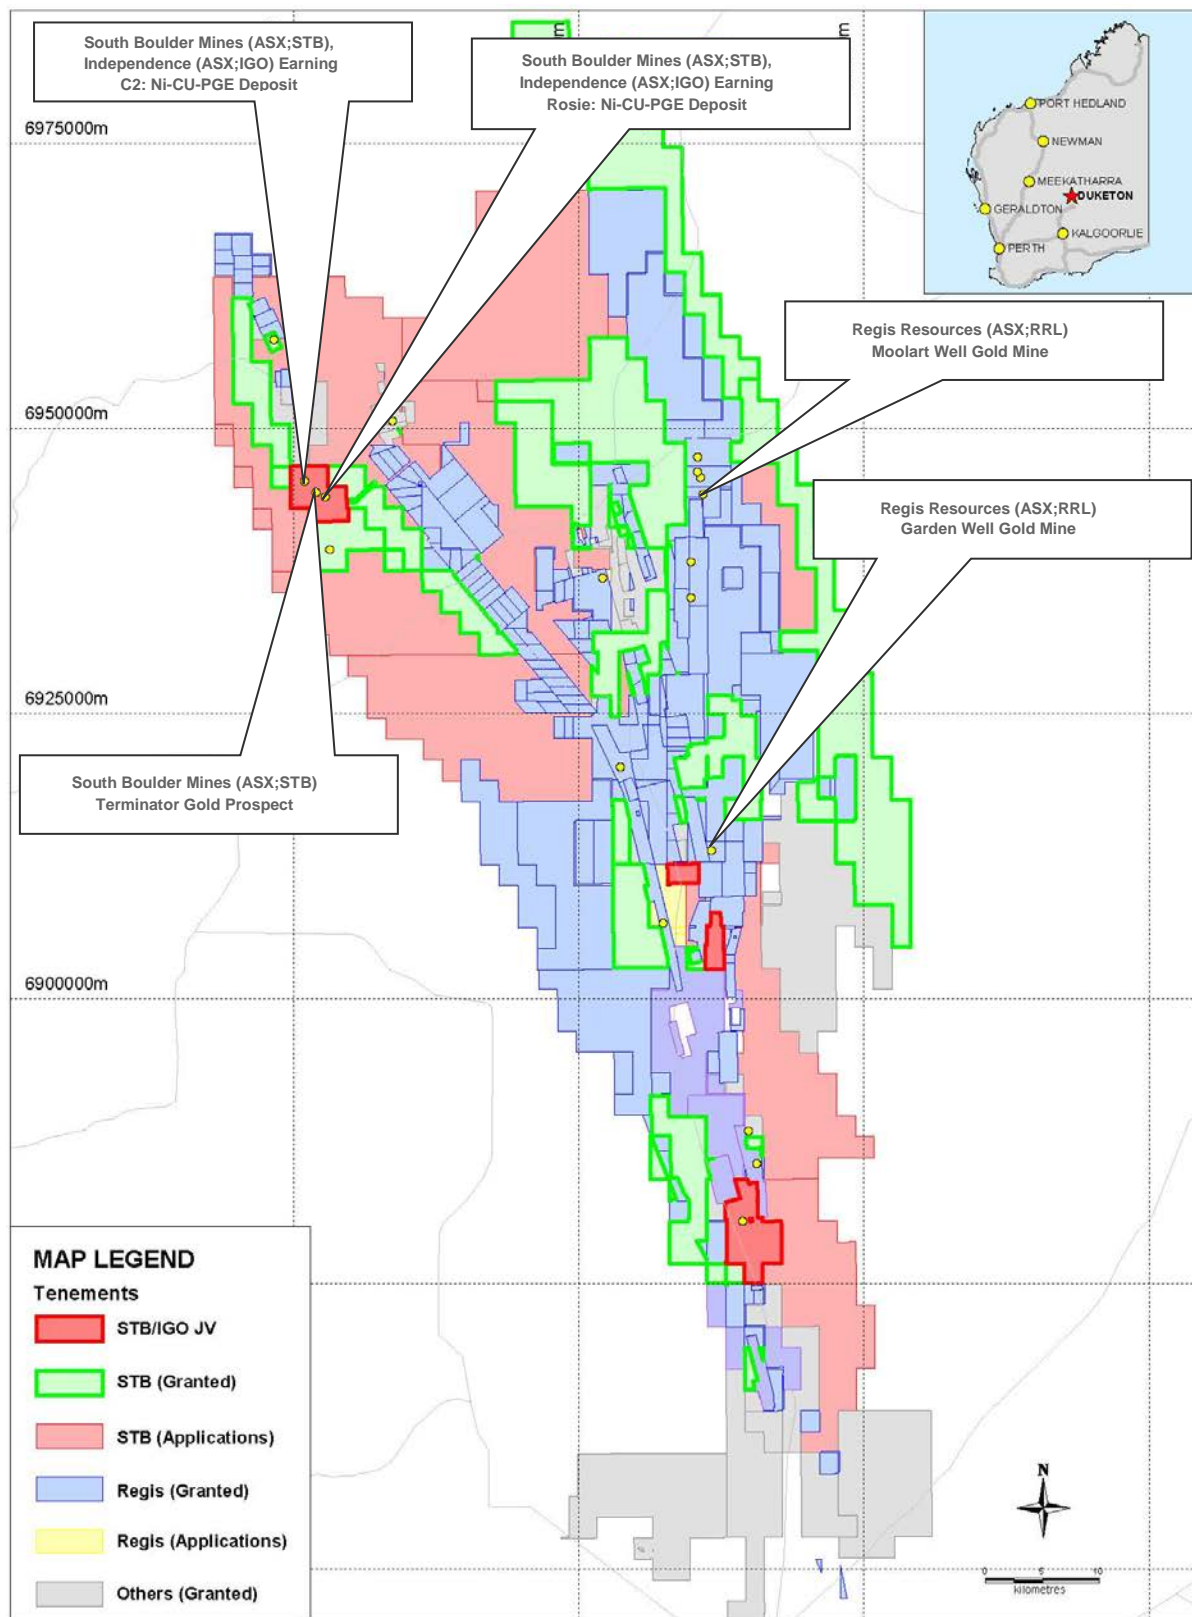 South Boulder Mines (ASX;STB),
Independence (ASX;IGO) Earning
C2: Ni-CU-PGE Deposit
South Boulder Mines (ASX;STB),
Independence (ASX;IGO) Earning
Rosie: Ni-CU-PGE Deposit
m
m
PORT HEDLAND
NEWMAN
MEEKATHARRA
DUKETON
GERALDTON
KALGOORLIE
PERTH
6975000m
Regis Resources (ASX;RRL)
Moolart Well Gold Mine
6950000m
Regis Resources (ASX;RRL)
Garden Well Gold Mine
6925000m
South Boulder Mines (ASX;STB)
Terminator Gold Prospect
6900000m
MAP LEGEND
Tenements
STB/IGO JV
STB (Granted)
STB (Applications)
Regis (Granted)
Regis (Applications)
Others (Granted)
N
0 5 10
kilometres